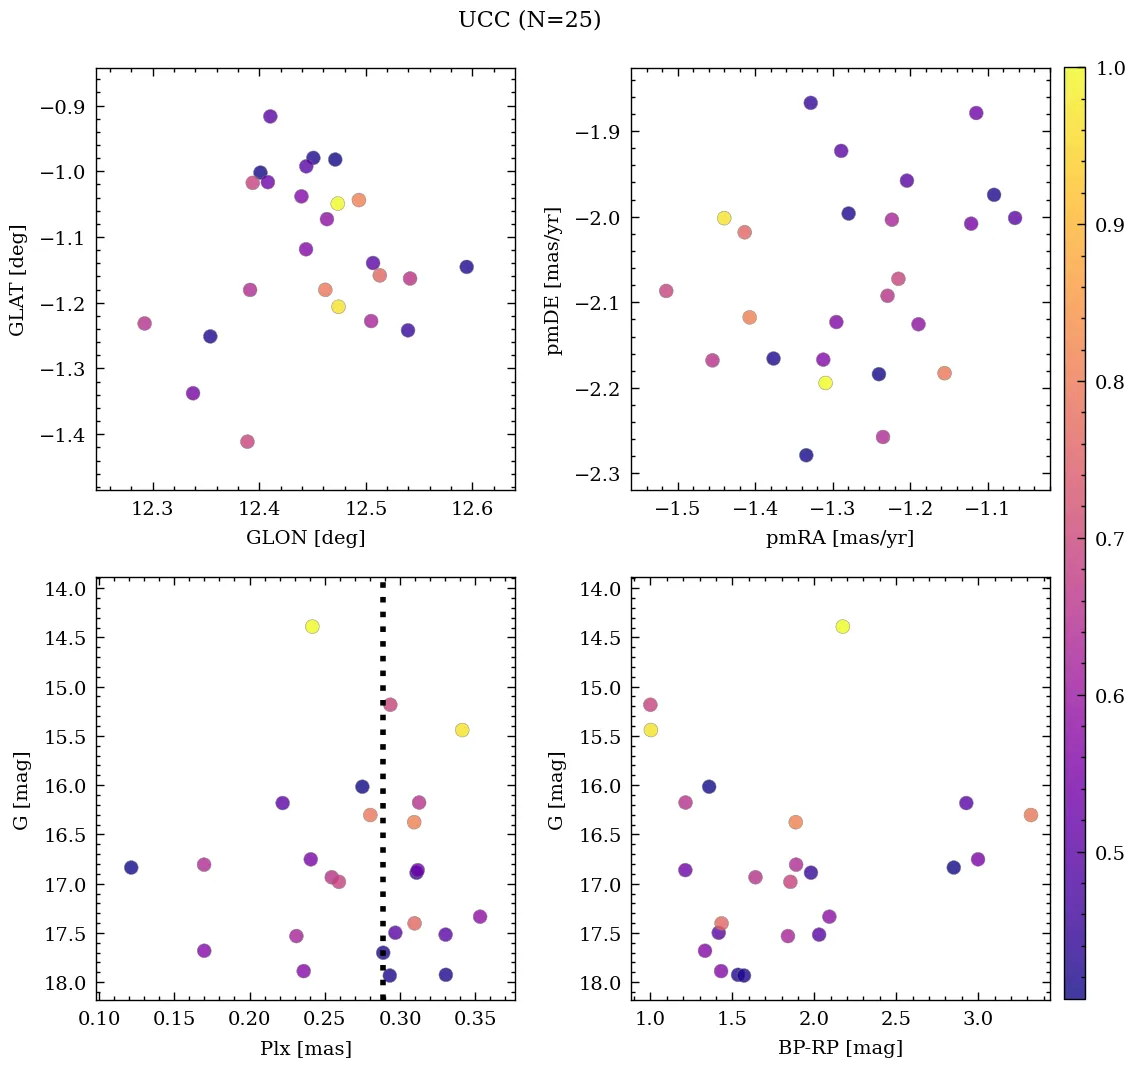 UCC (N=25)
−0.9
−1.0
−1.1
−1.2
−1.3
−1.4
GLAT [deg]
12.3 12.4 12.5 12.6
GLON [deg]
−1.9
−2.0
−2.1
−2.2
−2.3
pmDE [mas/yr]
−1.5 −1.4 −1.3 −1.2 −1.1
pmRA [mas/yr]
14.0
14.5
15.0
15.5
16.0
16.5
17.0
17.5
18.0
G [mag]
0.10 0.15 0.20 0.25 0.30 0.35
Plx [mas]
14.0
14.5
15.0
15.5
16.0
16.5
17.0
17.5
18.0
G [mag]
1.0 1.5 2.0 2.5 3.0
BP-RP [mag]
1.0
0.9
0.8
0.7
0.6
0.5